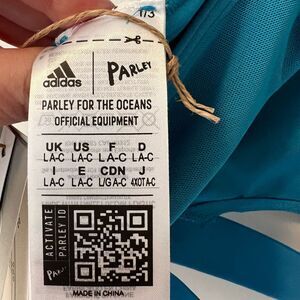 1/3
adidas
PARLEY
PARLEY FOR THE OCEANS
OFFICIAL EQUIPMENT
UK US F D
LA-C LA-C LA-C LA-C
I E CDN J
LA-C LA-C L/G A-C 4XOTA-C
ACTIVATE
PARLEY ID
MADE IN CHINA